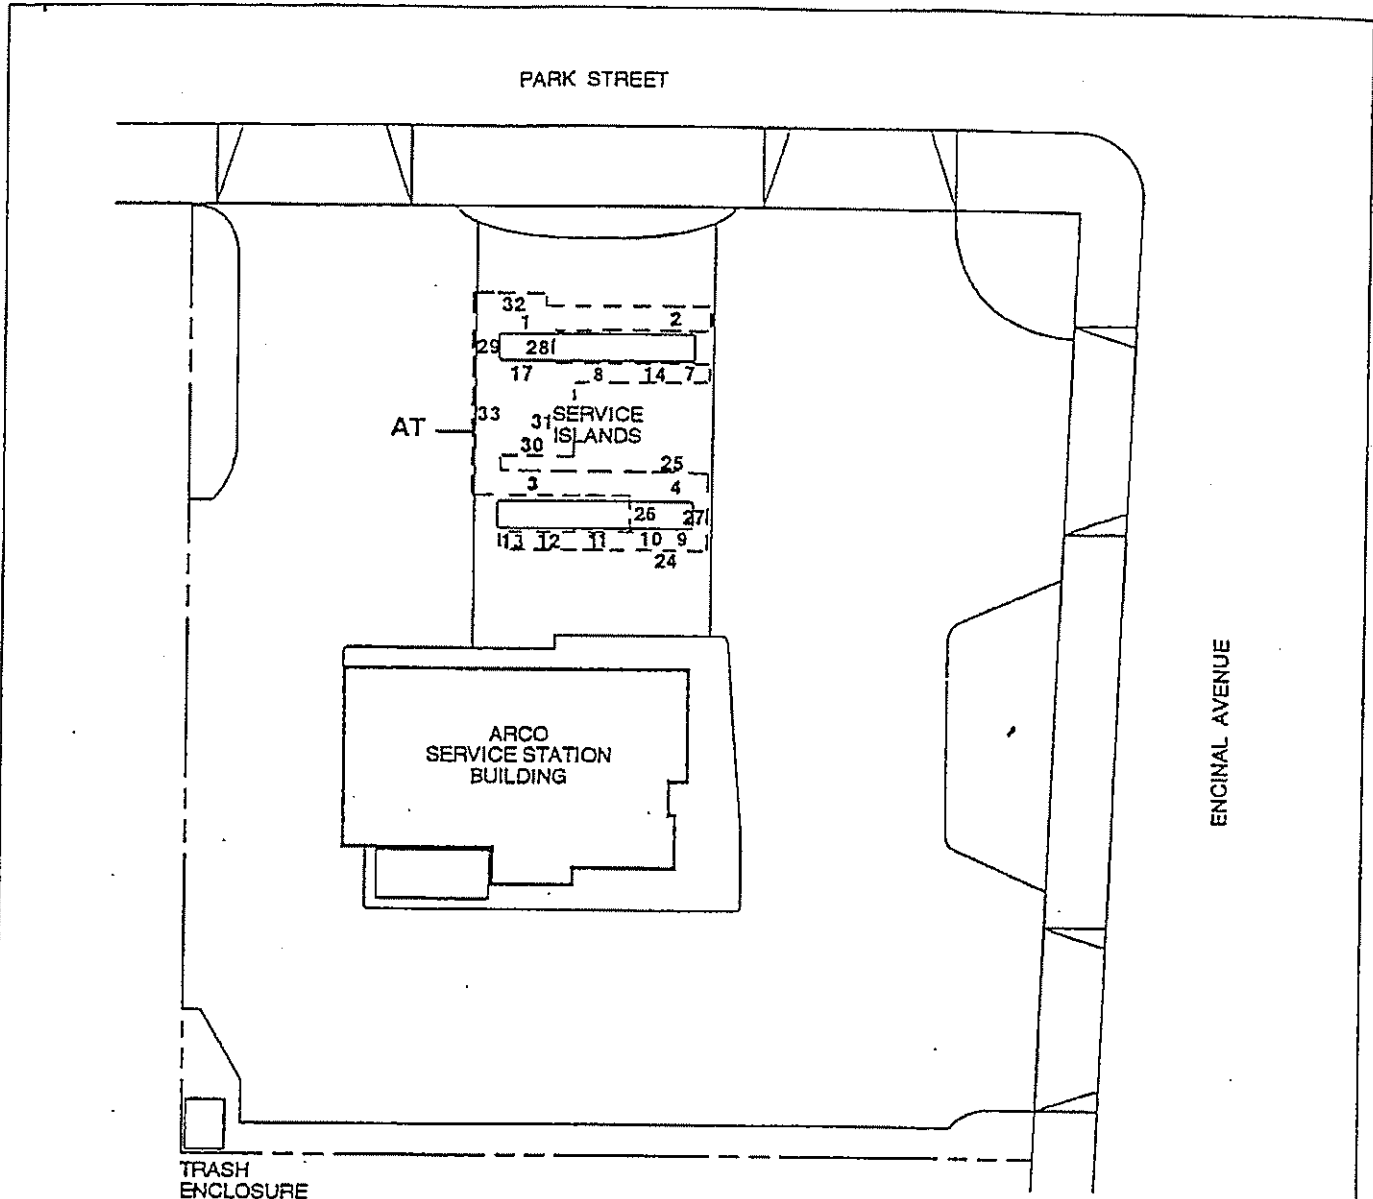 PARK STREET
32
1 2
29 28
17 8 14 7
33 31 SERVICE
AT ISLANDS
30
25
3 4
26 27
13 12 11 10 9
24
ENCINAL AVENUE
ARCO
SERVICE STATION
BUILDING
TRASH
ENCLOSURE